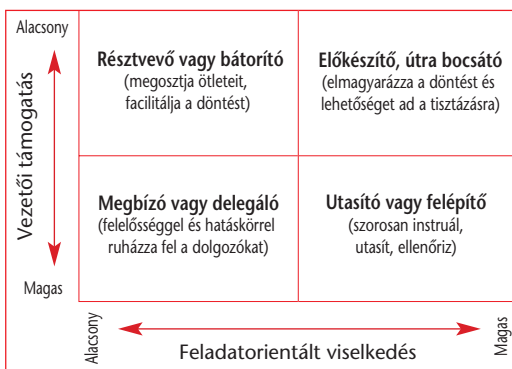 Alacsony
Vezetői támogatás
Magas
Résztvevő vagy bátorító
(megosztja ötleteit,
facilitálja a döntést)
Előkészítő, útra bocsátó
(elmagyarázza a döntést és
lehetőséget ad a tisztázásra)
Megbízó vagy delegáló
(felelősséggel és hatáskörrel
ruházza fel a dolgozókat)
Utasító vagy felépítő
(szorosan instruál,
utasít, ellenőriz)
Alacsony
Feladatorientált viselkedés
Magas